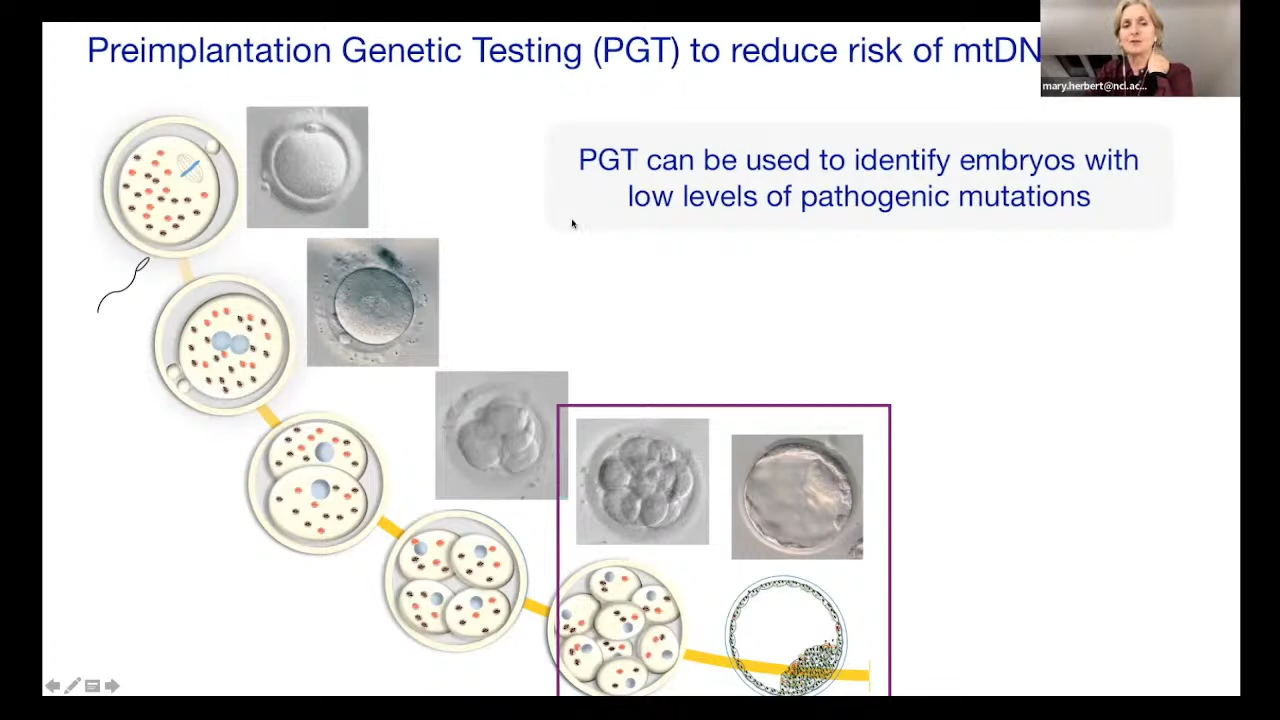 Preimplantation Genetic Testing (PGT) to reduce risk of mtDN
mary.herbert@ncl.ac...
PGT can be used to identify embryos with
low levels of pathogenic mutations